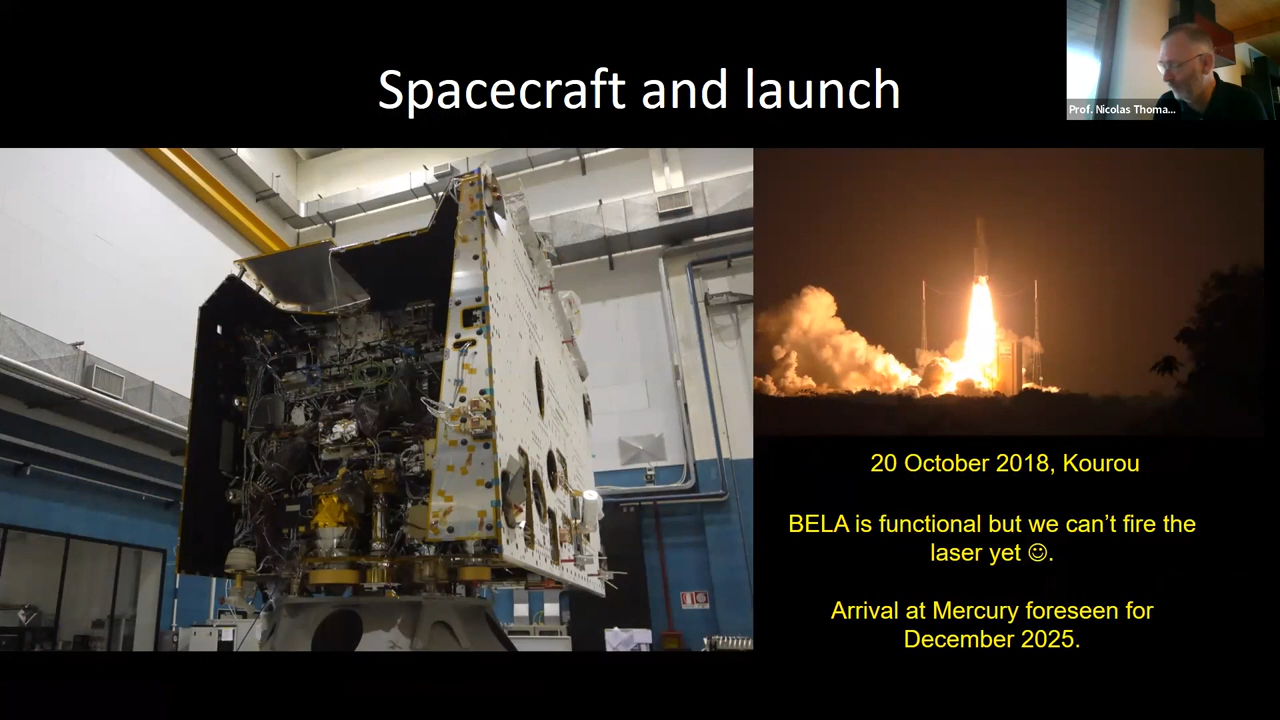 Spacecraft and launch
Prof. Nicolas Thoma...
20 October 2018, Kourou
BELA is functional but we can’t fire the
laser yet ☺.
Arrival at Mercury foreseen for
December 2025.